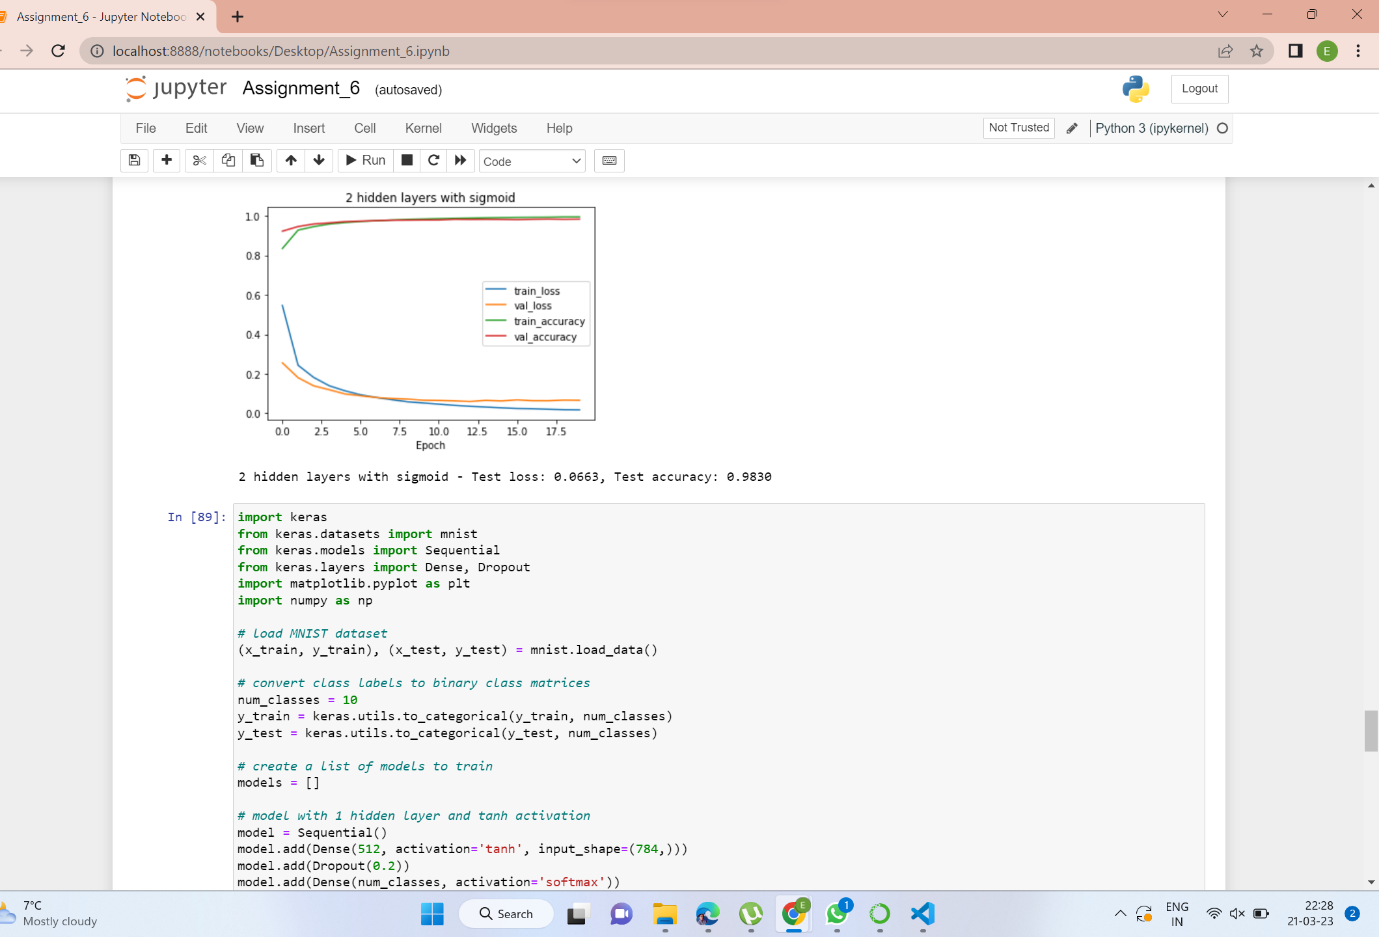 Assignment_6 - Jupyter Noteboo
localhost:8888/notebooks/Desktop/Assignment_6.ipynb
E
jupyter Assignment_6 (autosaved)
Logout
File Edit View Insert Cell Kernel Widgets Help
Not Trusted
Python 3 (ipykernel)
Run
Code
2 hidden layers with sigmoid
1.0
0.8
0.6
0.4
0.2
0.0
train_loss
val_loss
train_accuracy
val_accuracy
0.0 2.5 5.0 7.5 10.0 12.5 15.0 17.5
Epoch
2 hidden layers with sigmoid - Test loss: 0.0663, Test accuracy: 0.9830
In [89]:
import keras
from keras.datasets import mnist
from keras.models import Sequential
from keras.layers import Dense, Dropout
import matplotlib.pyplot as plt
import numpy as np
# load MNIST dataset
(x_train, y_train), (x_test, y_test) = mnist.load_data()
# convert class labels to binary class matrices
num_classes = 10
y_train = keras.utils.to_categorical(y_train, num_classes)
y_test = keras.utils.to_categorical(y_test, num_classes)
# create a list of models to train
models = []
# model with 1 hidden layer and tanh activation
model = Sequential()
model.add(Dense(512, activation='tanh', input_shape=(784,)))
model.add(Dropout(0.2))
model.add(Dense(num_classes, activation='softmax'))
7°C
Mostly cloudy
Search
E
1
ENG
IN
22:28
21-03-23
2